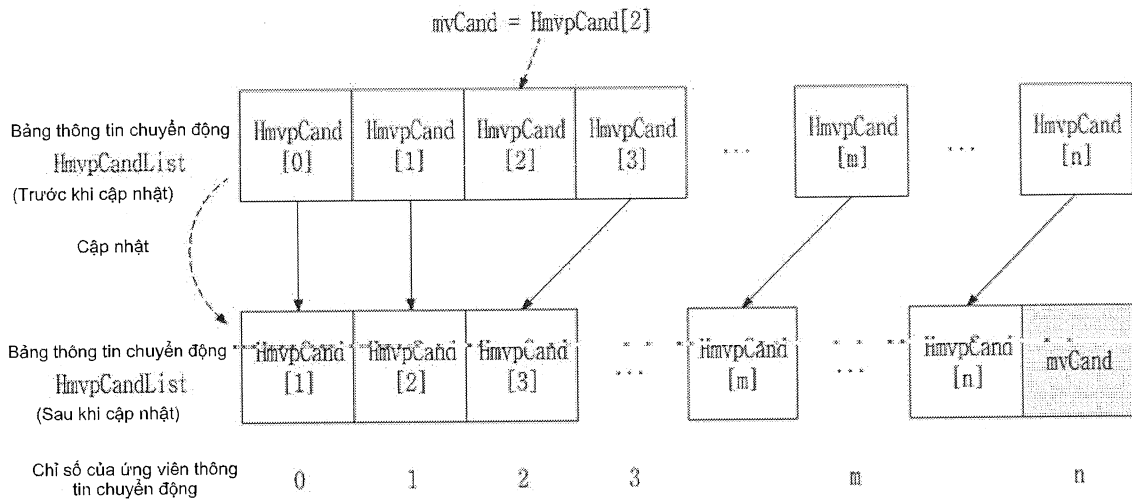 mvCand = HmvpCand[2]
Bảng thông tin chuyển động
HmvpCandList
(Trước khi cập nhật)
HmvpCand [0]
HmvpCand [1]
HmvpCand [2]
HmvpCand [3]
...
HmvpCand [m]
...
HmvpCand [n]
Cập nhật
Bảng thông tin chuyển động
HmvpCandList
(Sau khi cập nhật)
HmvpCand [1]
HmvpCand [2]
HmvpCand [3]
...
HmvpCand [m]
...
HmvpCand [n]
mvCand
Chỉ số của ứng viên thông
tin chuyển động
0 1 2 3 m n